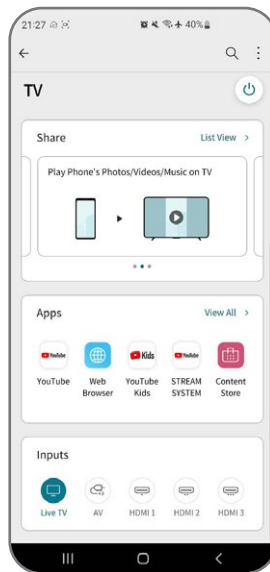 21:27 40%
TV
Share List View >
Play Phone's Photos/Videos/Music on TV
Apps View All >
YouTube Kids YouTube
YouTube Web Browser YouTube Kids STREAM SYSTEM Content Store
Inputs
Live TV AV HDMI 1 HDMI 2 HDMI 3